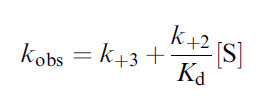 k_obs = k_+3 + k_+2/K_d [S]